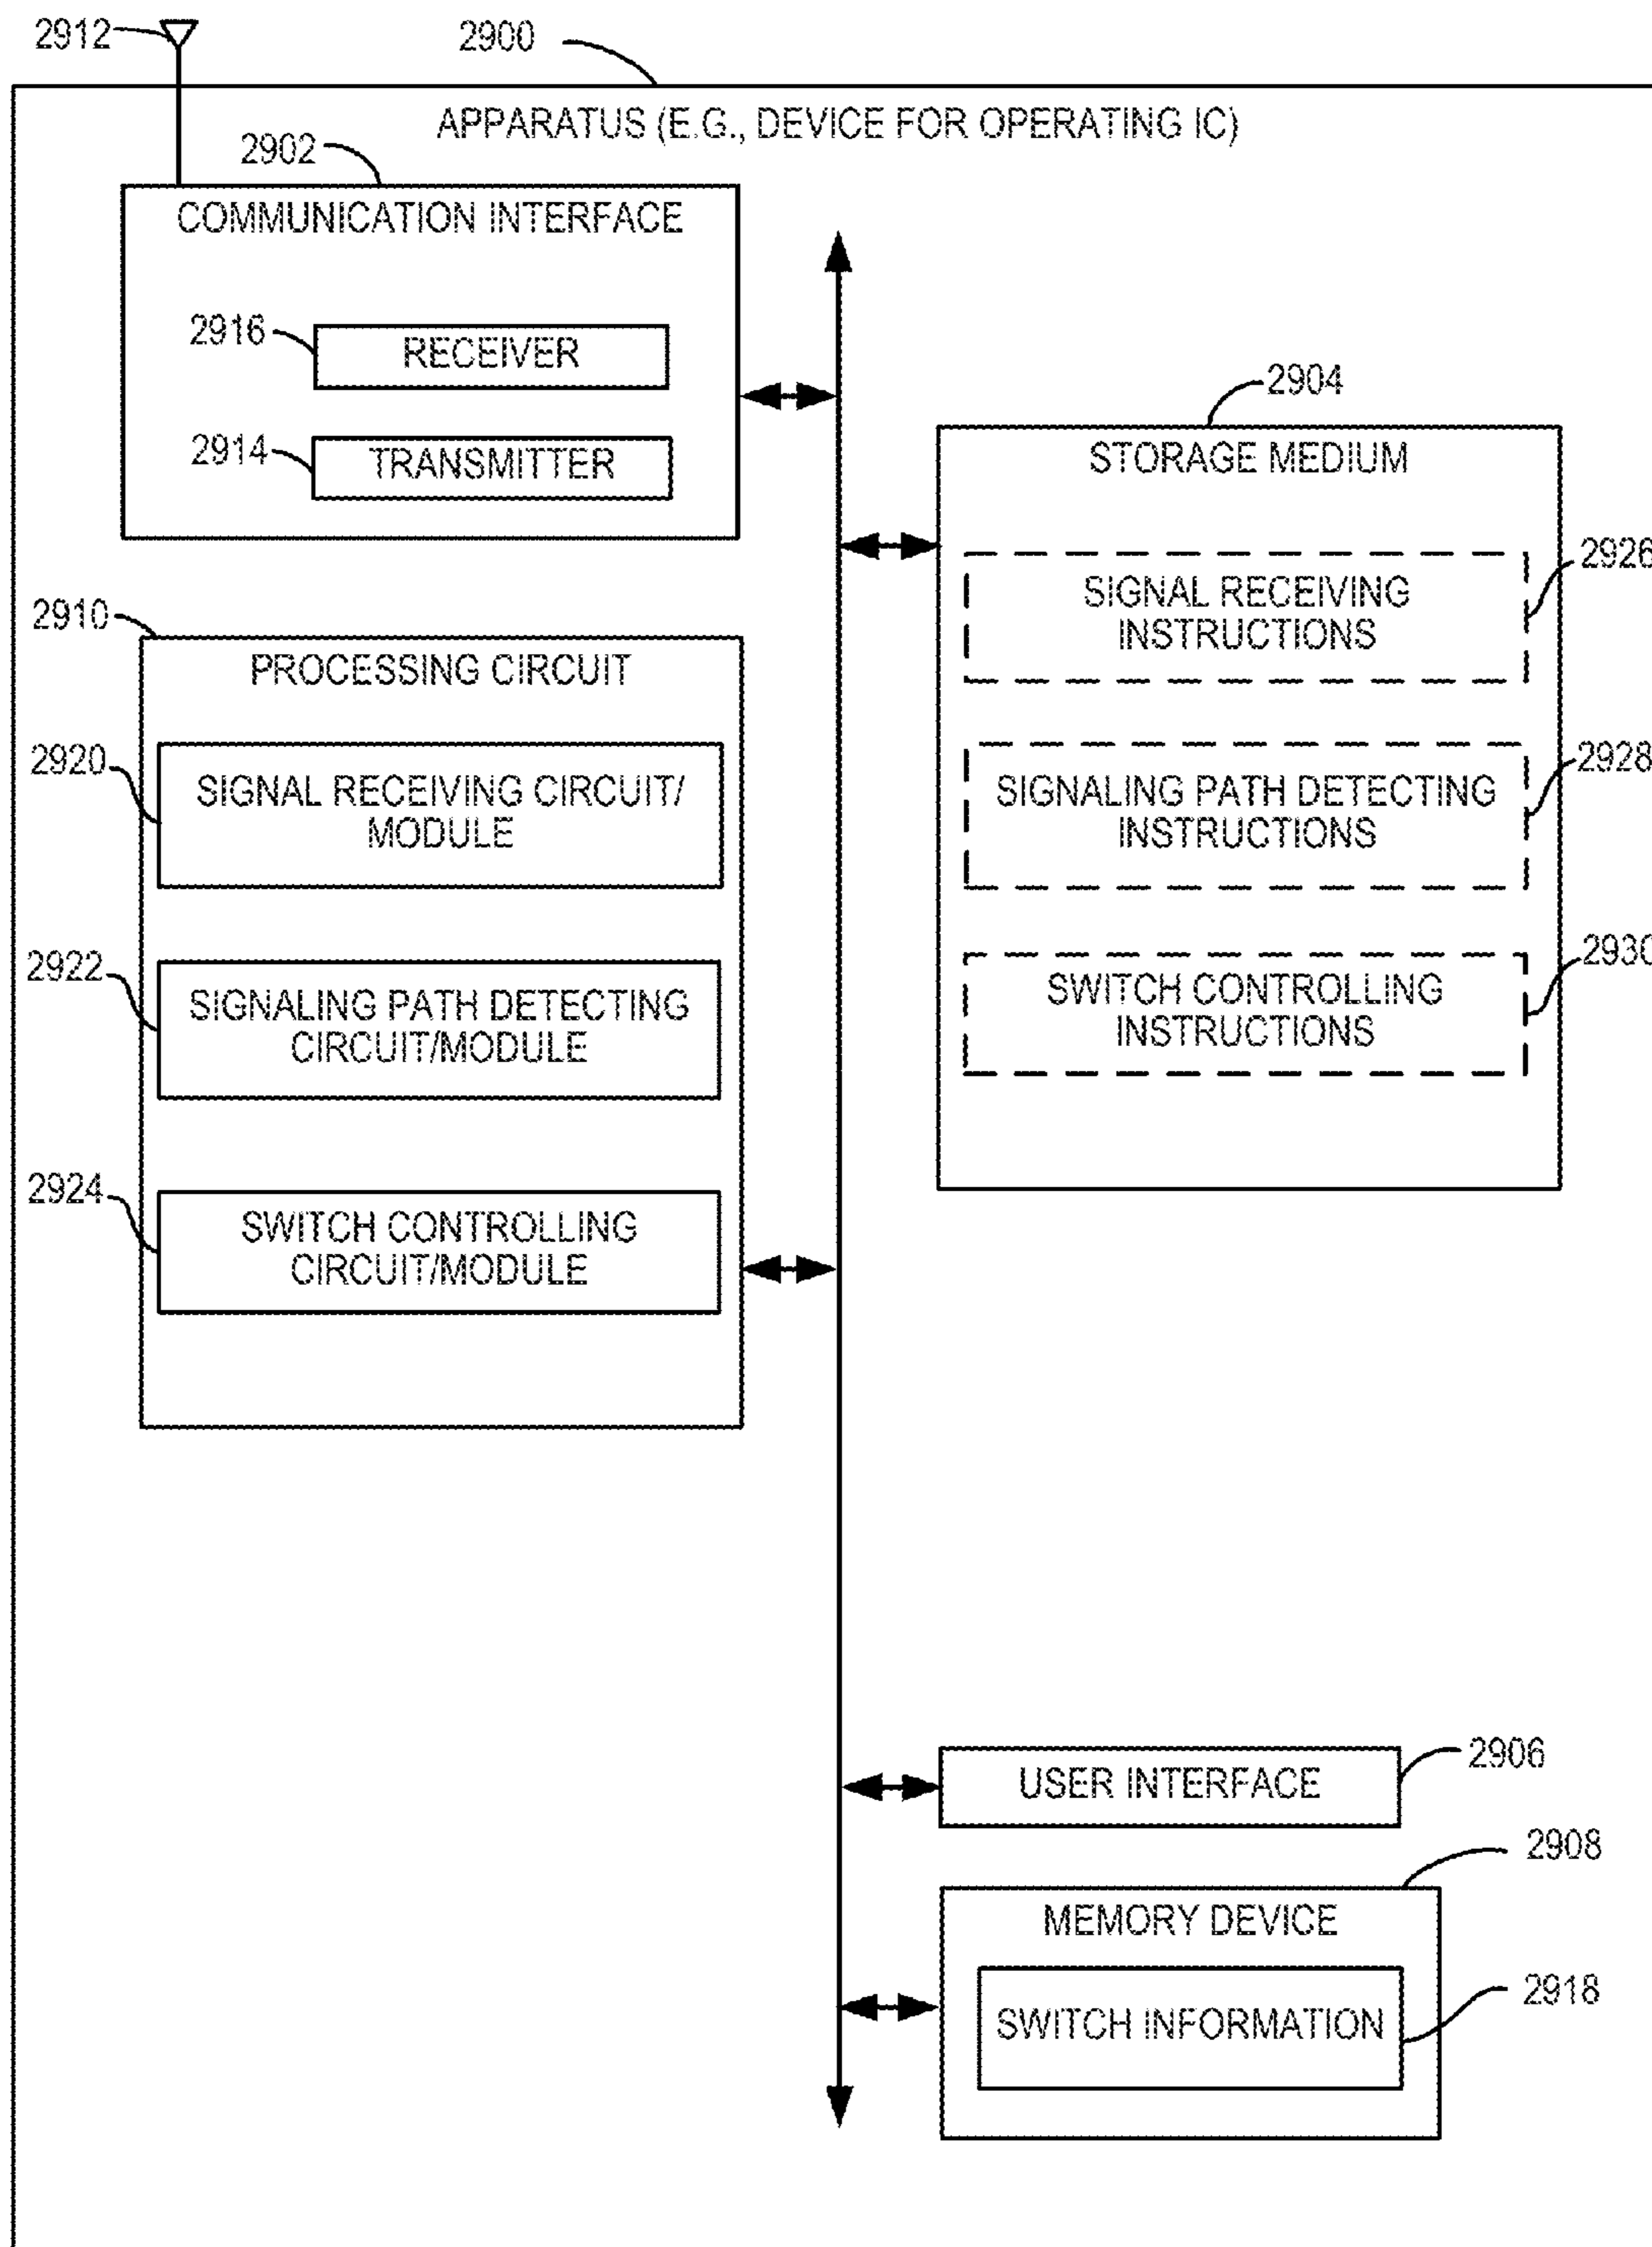 2912
2900
APPARATUS (E.G., DEVICE FOR OPERATING IC)
2902
COMMUNICATION INTERFACE
2916
RECEIVER
2914
TRANSMITTER
2904
STORAGE MEDIUM
2926
SIGNAL RECEIVING
INSTRUCTIONS
2928
SIGNALING PATH DETECTING
INSTRUCTIONS
2930
SWITCH CONTROLLING
INSTRUCTIONS
2910
PROCESSING CIRCUIT
2920
SIGNAL RECEIVING CIRCUIT/
MODULE
2922
SIGNALING PATH DETECTING
CIRCUIT/MODULE
2924
SWITCH CONTROLLING
CIRCUIT/MODULE
2906
USER INTERFACE
2908
MEMORY DEVICE
2918
SWITCH INFORMATION